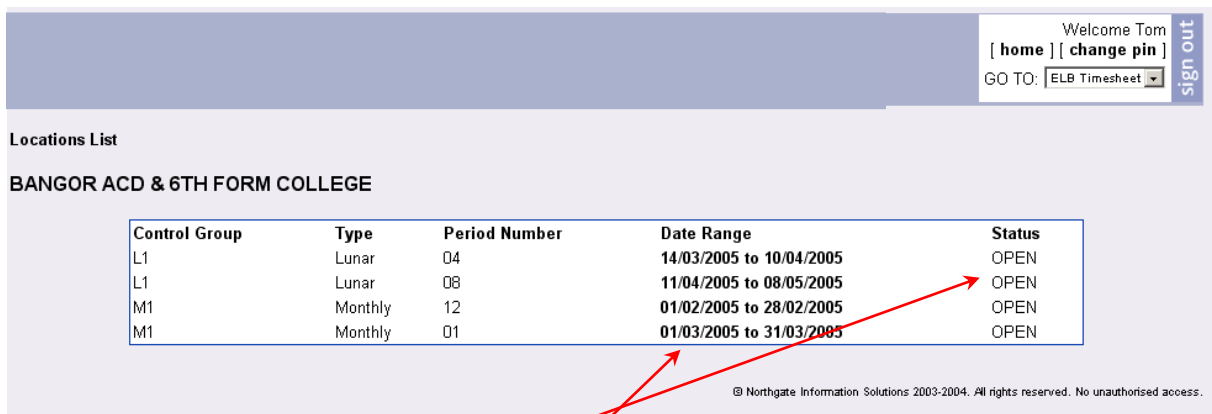 Welcome Tom
[ home ] [ change pin ]
GO TO: ELB Timesheet
sign out
Locations List
BANGOR ACD & 6TH FORM COLLEGE
Control Group Type Period Number Date Range Status
L1 Lunar 04 14/03/2005 to 10/04/2005 OPEN
L1 Lunar 08 11/04/2005 to 08/05/2005 OPEN
M1 Monthly 12 01/02/2005 to 28/02/2005 OPEN
M1 Monthly 01 01/03/2005 to 31/03/2005 OPEN
© Northgate Information Solutions 2003-2004. All rights reserved. No unauthorised access.